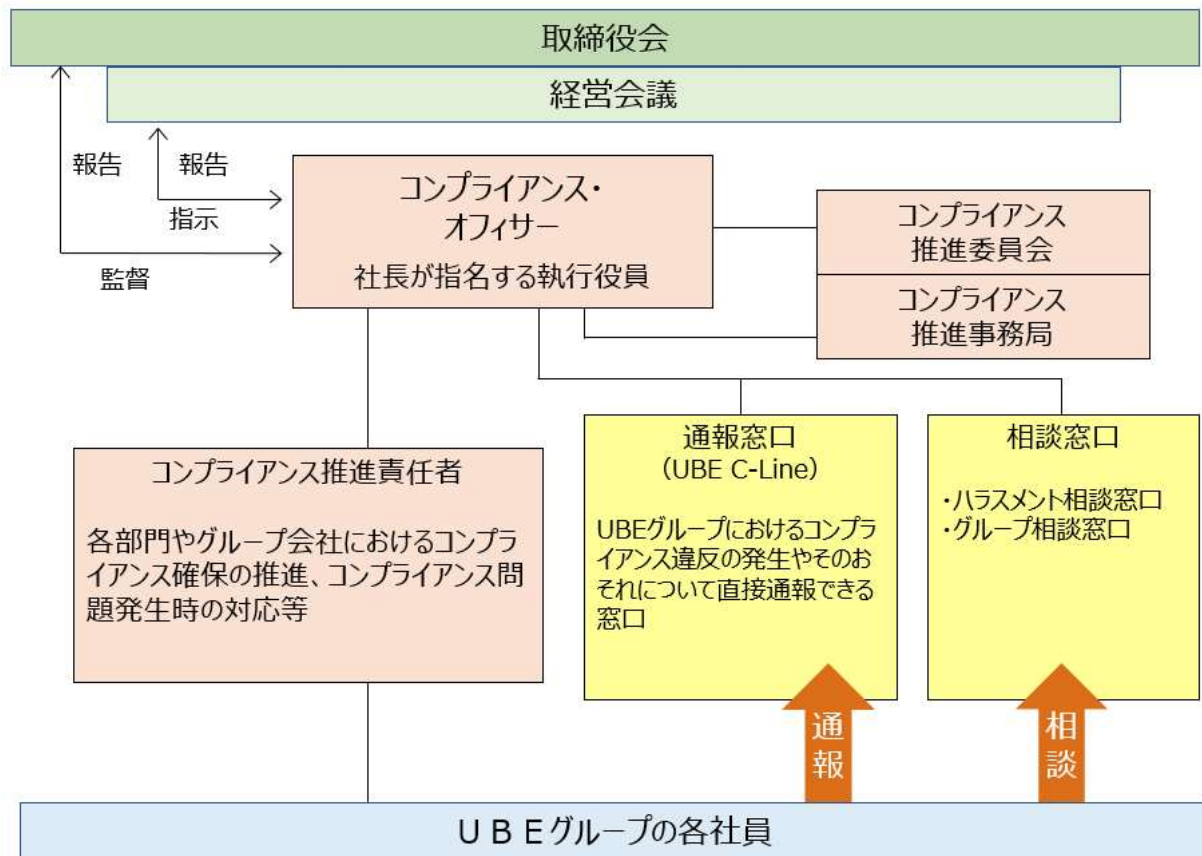 取締役会
経営会議
報告
報告
指示
監督
コンプライアンス・
オフィサー
社長が指名する執行役員
コンプライアンス
推進委員会
コンプライアンス
推進事務局
コンプライアンス推進責任者
各部門やグループ会社におけるコンプラ
イアンス確保の推進、コンプライアンス問
題発生時の対応等
通報窓口
（UBE C-Line）
UBEグループにおけるコンプラ
イアンス違反の発生やそのお
それについて直接通報できる
窓口
相談窓口
・ハラスメント相談窓口
・グループ相談窓口
通報
相談
ＵＢＥグループの各社員